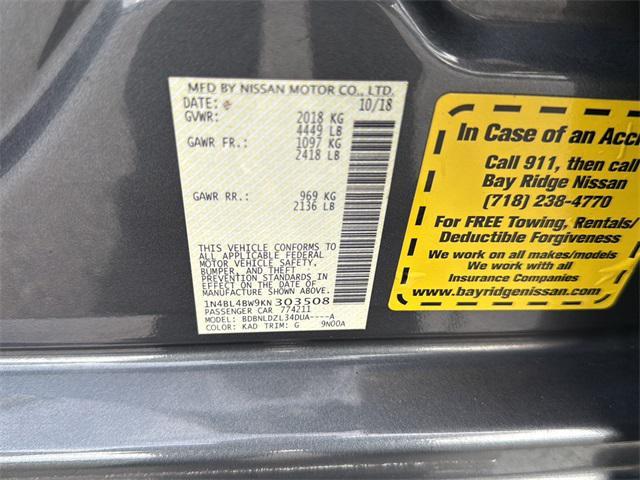 MFD BY NISSAN MOTOR CO., LTD.
DATE: 10/18
GVWR: 2018 KG
4449 LB
GAWR FR.: 1097 KG
2418 LB
GAWR RR.: 969 KG
2136 LB
THIS VEHICLE CONFORMS TO
ALL APPLICABLE FEDERAL
MOTOR VEHICLE SAFETY,
BUMPER, AND THEFT
PREVENTION STANDARDS IN
EFFECT ON THE DATE OF
MANUFACTURE SHOWN ABOVE.
1N4BL4BW9KN303508
PASSENGER CAR 774211
MODEL: BDBNLDZL34DUA----A
COLOR: KAD TRIM: G 9N00A
In Case of an Acci
Call 911, then call
Bay Ridge Nissan
(718) 238-4770
For FREE Towing, Rentals/
Deductible Forgiveness
We work on all makes/models
We work with all
Insurance Companies
www.bayridgenissan.com